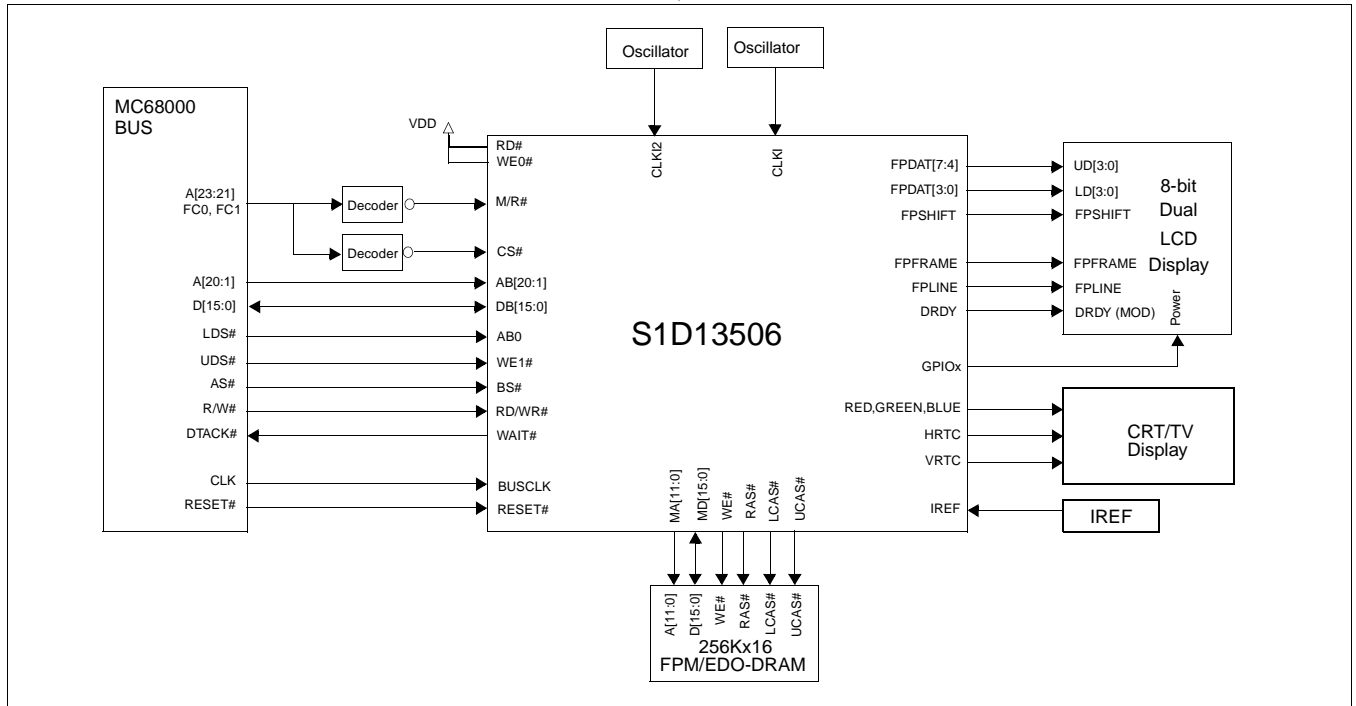 Oscillator
Oscillator
MC68000
BUS
VDD
RD#
WE0#
CLKI2
CLKI
FPDAT[7:4]
UD[3:0]
A[23:21]
FC0, FC1
Decoder
M/R#
FPDAT[3:0]
LD[3:0]
8-bit
Dual
LCD
Display
FPSHIFT
FPSHIFT
Decoder
CS#
FPFRAME
FPFRAME
A[20:1]
AB[20:1]
FPLINE
FPLINE
D[15:0]
DB[15:0]
DRDY
DRDY (MOD)
Power
LDS#
AB0
S1D13506
UDS#
WE1#
GPIOx
AS#
BS#
R/W#
RD/WR#
RED,GREEN,BLUE
DTACK#
WAIT#
HRTC
CRT/TV
Display
VRTC
CLK
BUSCLK
RESET#
RESET#
IREF
IREF
MA[11:0]
MD[15:0]
WE#
RAS#
LCAS#
UCAS#
A[11:0]
D[15:0]
WE#
RAS#
LCAS#
UCAS#
256Kx16
FPM/EDO-DRAM